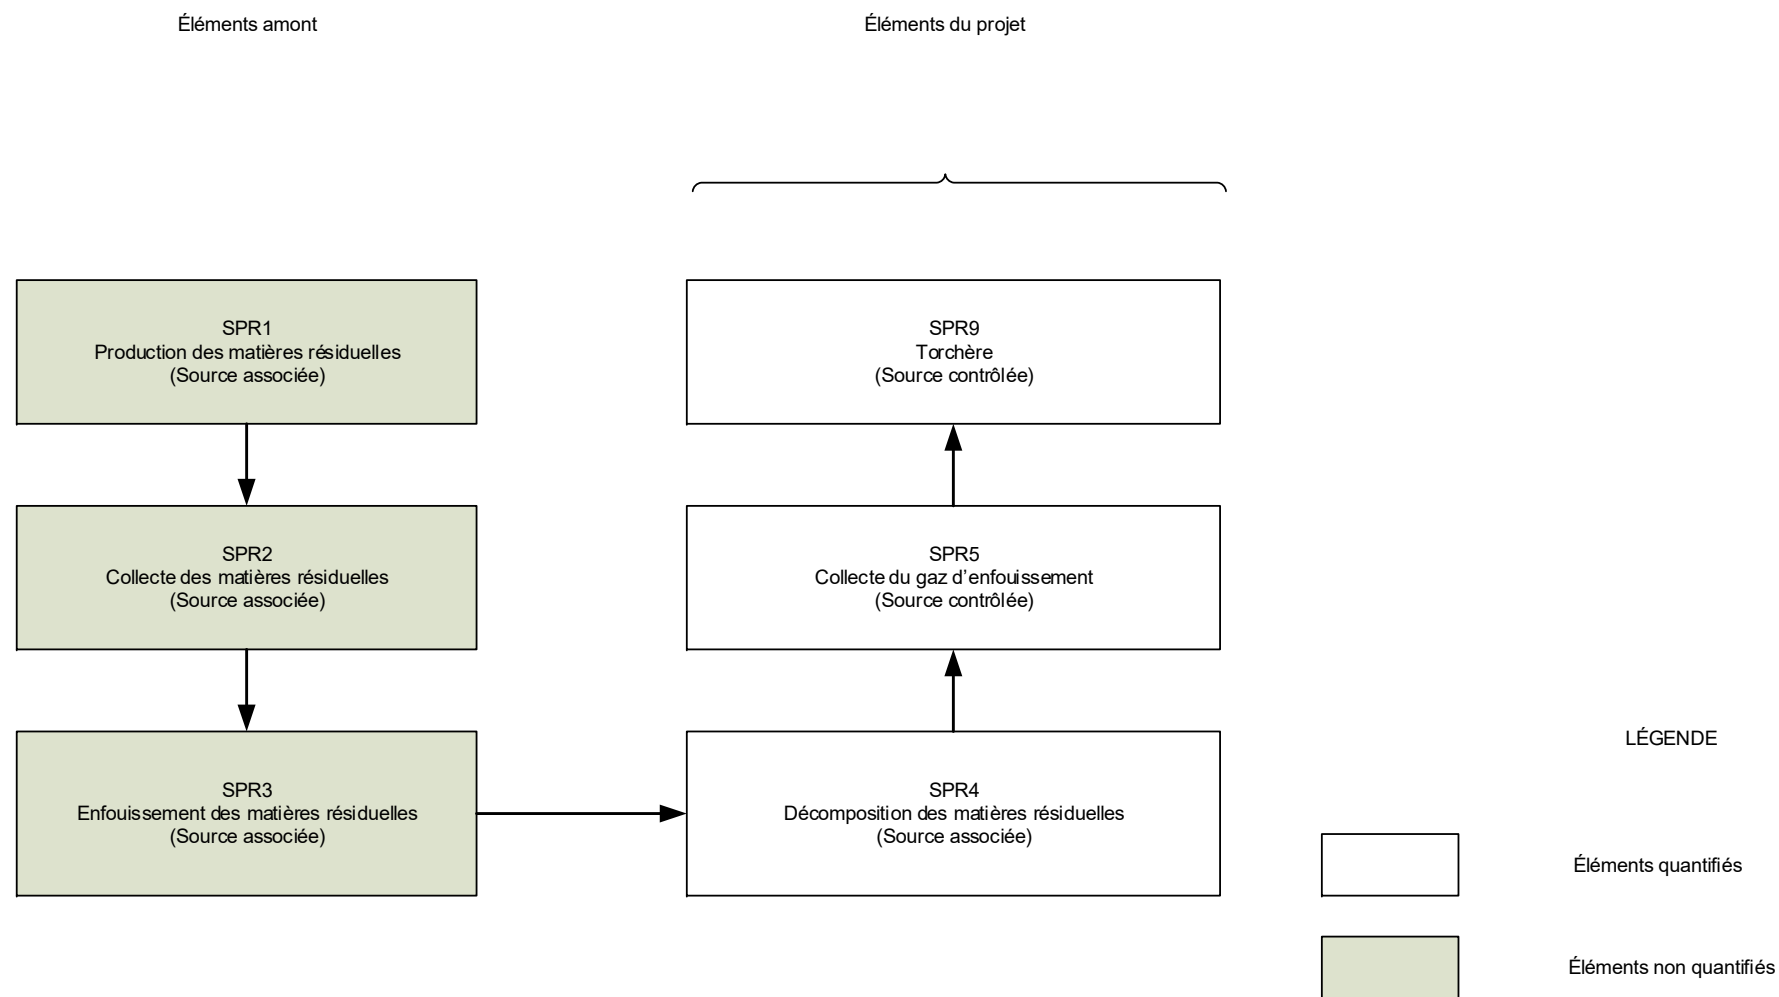 Éléments amont
Éléments du projet
SPR1
Production des matières résiduelles
(Source associée)
SPR9
Torchère
(Source contrôlée)
SPR2
Collecte des matières résiduelles
(Source associée)
SPR5
Collecte du gaz d’enfouissement
(Source contrôlée)
SPR3
Enfouissement des matières résiduelles
(Source associée)
SPR4
Décomposition des matières résiduelles
(Source associée)
LÉGENDE
Éléments quantifiés
Éléments non quantifiés